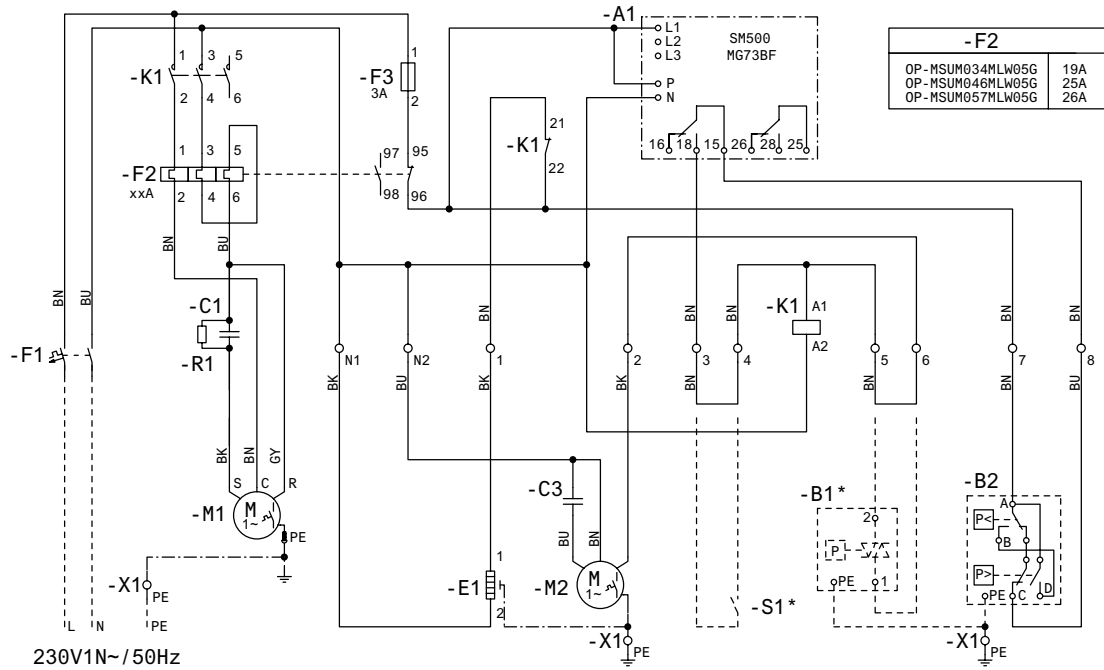 -A1
L1
L2
L3
P
N
SM500
MG73BF
16 18 15 26 28 25
-F2
OP-MSUM034MLW05G 19A
OP-MSUM046MLW05G 25A
OP-MSUM057MLW05G 26A
-K1
1 3 5
2 4 6
-F3
3A
1
2
-K1
21
22
-F2
xxA
1 3 5
2 4 6
97 95
98 96
BN
BU
BN
BU
-C1
-R1
-F1
BN
BN
-K1
A1
A2
BN
BN
BN
BN
BN
N1 N2 1 2 3 4 5 6 7 8
BK
BU
BK
BK
BN
BN
BN
BU
BK
BN
GY
S C R
-M1
M
1~
PE
-X1
PE
L N PE
230V1N~/50Hz
-C3
BU
BN
-E1
1
2
-M2
M
1~
-X1
PE
-S1*
-B1*
2
P
PE
1
-B2
A
P<
B
P>
C
D
PE
-X1
PE